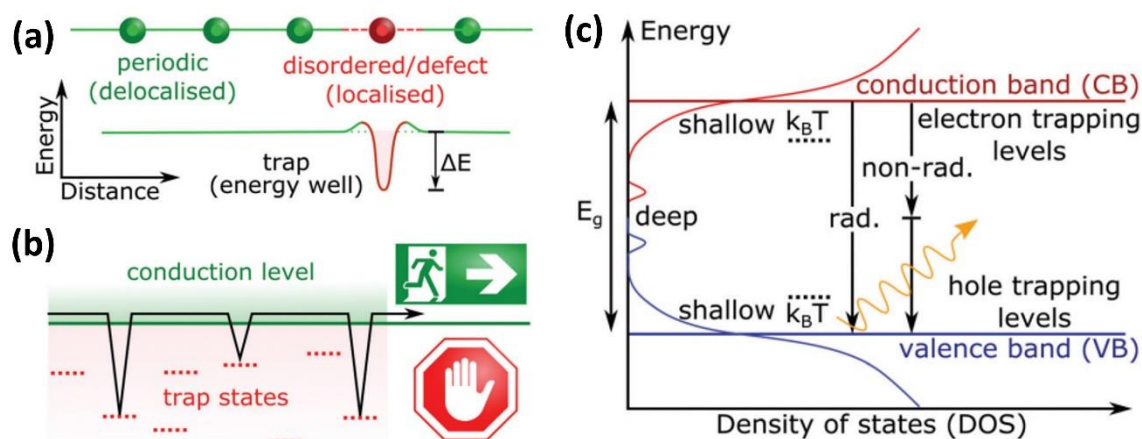 (a)
periodic
(delocalised)
disordered/defect
(localised)
Energy
Distance
trap
(energy well)
ΔE
(b)
conduction level
trap states
(c)
Energy
conduction band (CB)
shallow k_BT
electron trapping
levels
non-rad.
E_g
deep
rad.
shallow k_BT
hole trapping
levels
valence band (VB)
Density of states (DOS)